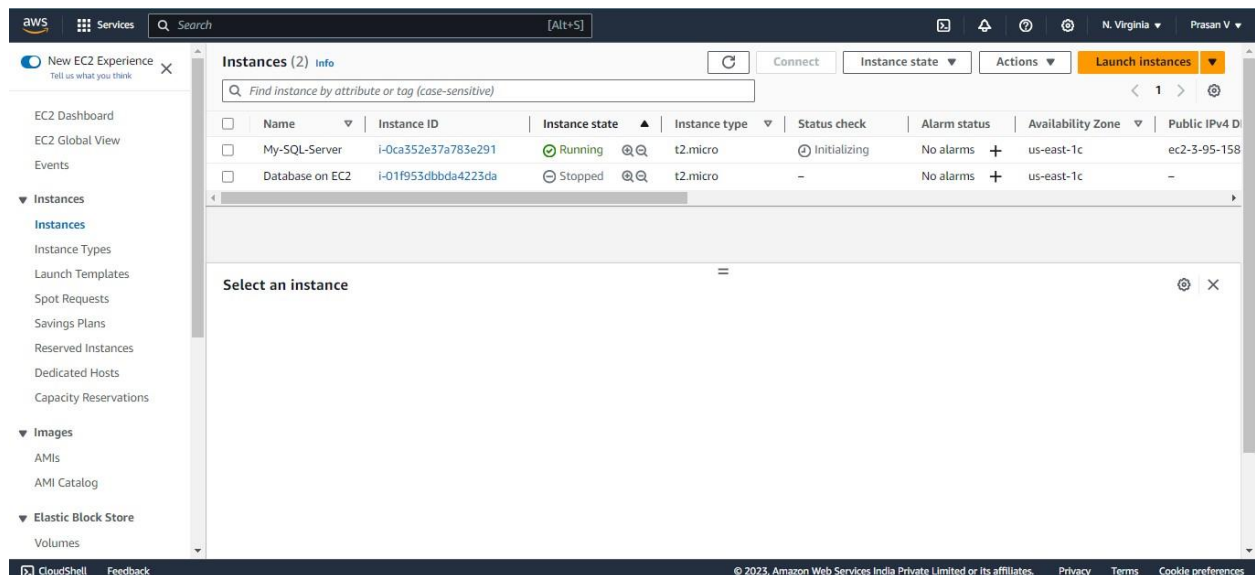 aws Services Search [Alt+S] N. Virginia Prasan V
New EC2 Experience
Tell us what you think
EC2 Dashboard
EC2 Global View
Events
Instances
Instances
Instance Types
Launch Templates
Spot Requests
Savings Plans
Reserved Instances
Dedicated Hosts
Capacity Reservations
Images
AMIs
AMI Catalog
Elastic Block Store
Volumes
Instances (2) Info Connect Instance state Actions Launch instances
Find instance by attribute or tag (case-sensitive) 1
Name Instance ID Instance state Instance type Status check Alarm status Availability Zone Public IPv4 D
My-SQL-Server i-0ca352e37a783e291 Running t2.micro Initializing No alarms + us-east-1c ec2-3-95-158
Database on EC2 i-01f953dbbda4223da Stopped t2.micro – No alarms + us-east-1c –
Select an instance
CloudShell Feedback © 2023, Amazon Web Services India Private Limited or its affiliates. Privacy Terms Cookie preferences